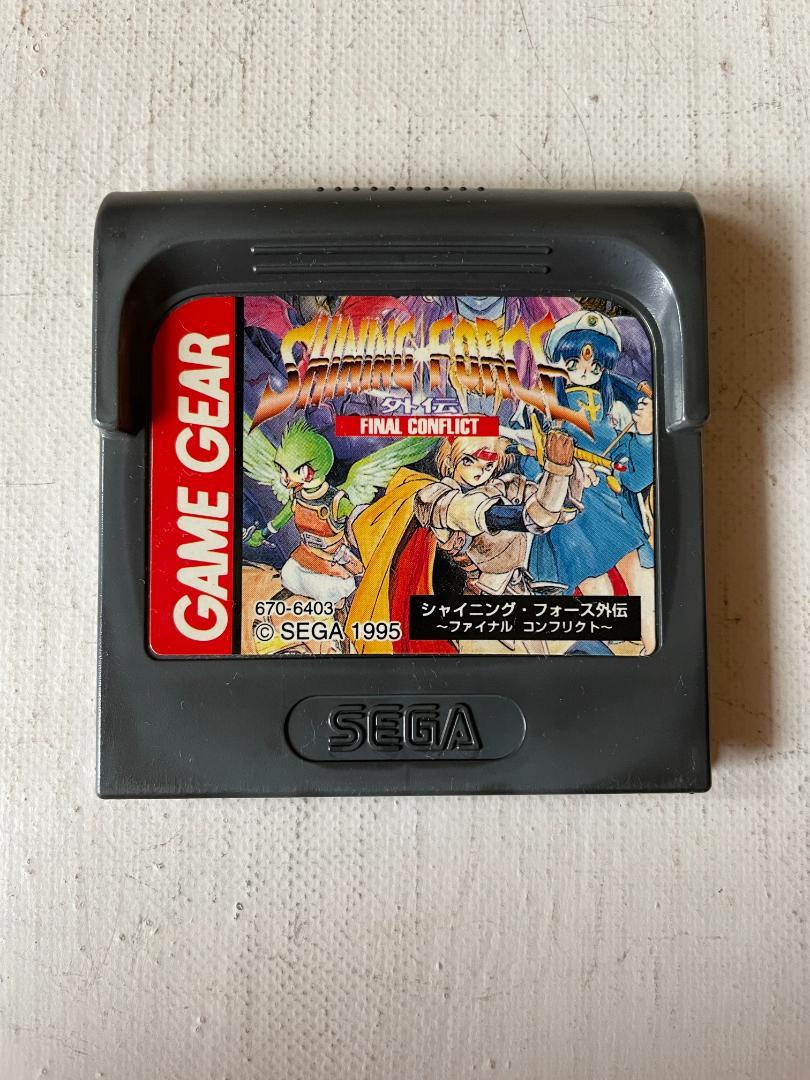 GAME GEAR
SHINING FORCE
外伝
FINAL CONFLICT
670-6403
© SEGA 1995
シャイニング・フォース外伝
～ファイナル コンフリクト～
SEGA